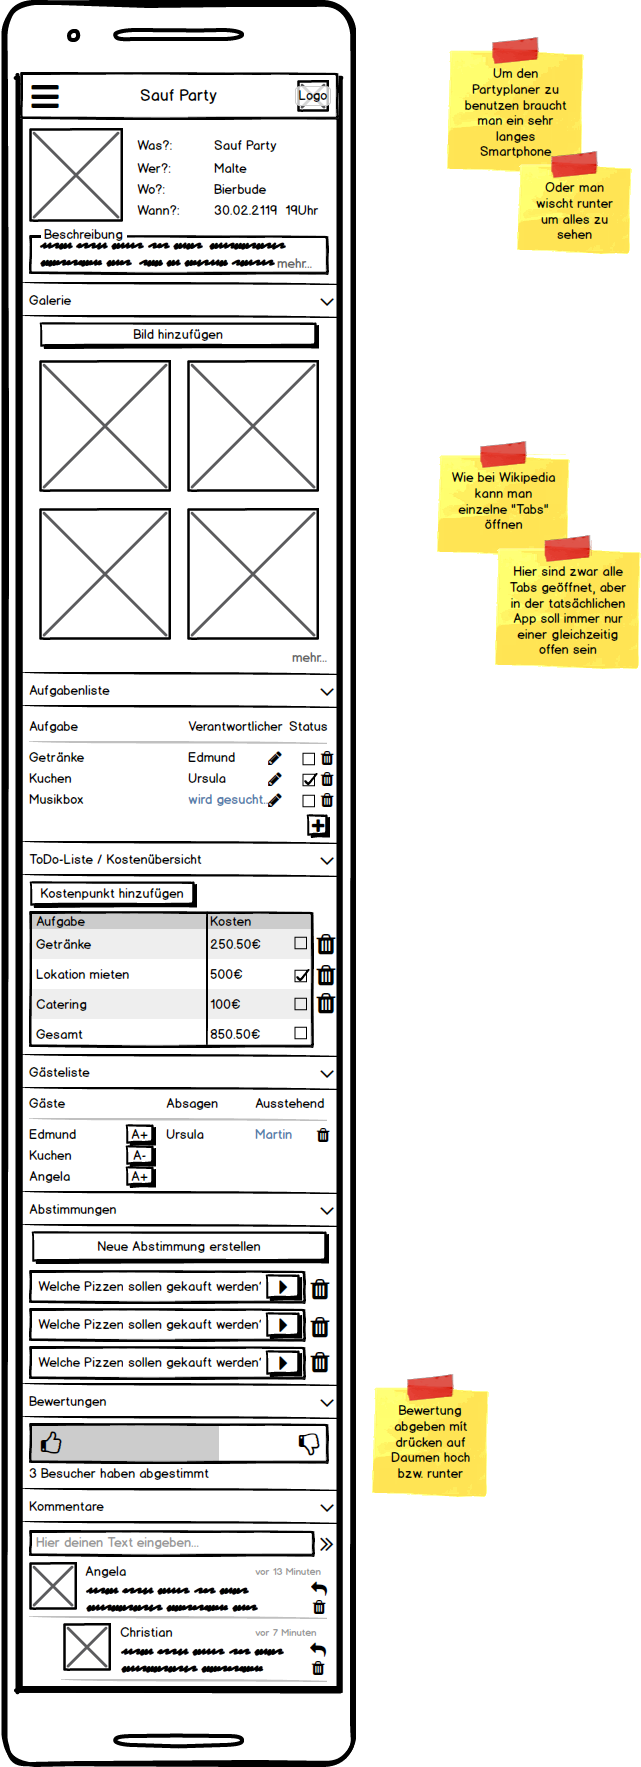 Sauf Party
Logo
Was?: Sauf Party
Wer?: Malte
Wo?: Bierbude
Wann?: 30.02.2119 19Uhr
Beschreibung
mehr...
Galerie
Bild hinzufügen
mehr...
Aufgabenliste
Aufgabe Verantwortlicher Status
Getränke Edmund
Kuchen Ursula
Musikbox wird gesucht..
ToDo-Liste / Kostenübersicht
Kostenpunkt hinzufügen
Aufgabe Kosten
Getränke 250.50€
Lokation mieten 500€
Catering 100€
Gesamt 850.50€
Gästeliste
Gäste Absagen Ausstehend
Edmund A+ Ursula Martin
Kuchen A-
Angela A+
Abstimmungen
Neue Abstimmung erstellen
Welche Pizzen sollen gekauft werden'
Welche Pizzen sollen gekauft werden'
Welche Pizzen sollen gekauft werden'
Bewertungen
3 Besucher haben abgestimmt
Kommentare
Hier deinen Text eingeben...
Angela vor 13 Minuten
Christian vor 7 Minuten
Um den
Partyplaner zu
benutzen braucht
man ein sehr
langes
Smartphone
Oder man
wischt runter
um alles zu
sehen
Wie bei Wikipedia
kann man
einzelne "Tabs"
öffnen
Hier sind zwar alle
Tabs geöffnet, aber
in der tatsächlichen
App soll immer nur
einer gleichzeitig
offen sein
Bewertung
abgeben mit
drücken auf
Daumen hoch
bzw. runter